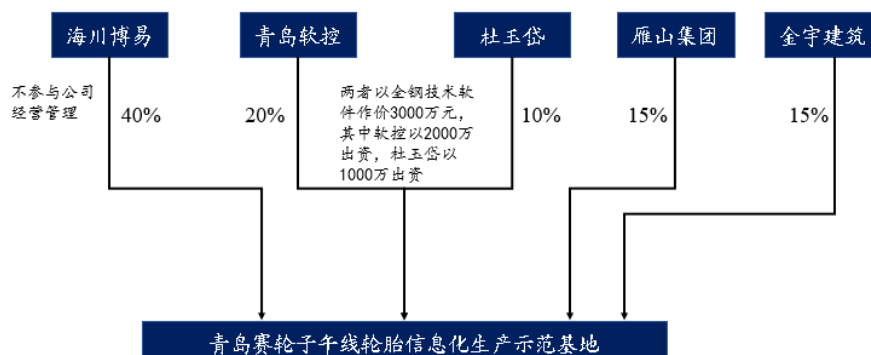 海川博易
青岛软控
杜玉岱
雁山集团
金宇建筑
不参与公司
经营管理
40%
20%
两者以全钢技术软
件作价3000万元，
其中软控以2000万
出资，杜玉岱以
1000万出资
10%
15%
15%
青岛赛轮子午线轮胎信息化生产示范基地